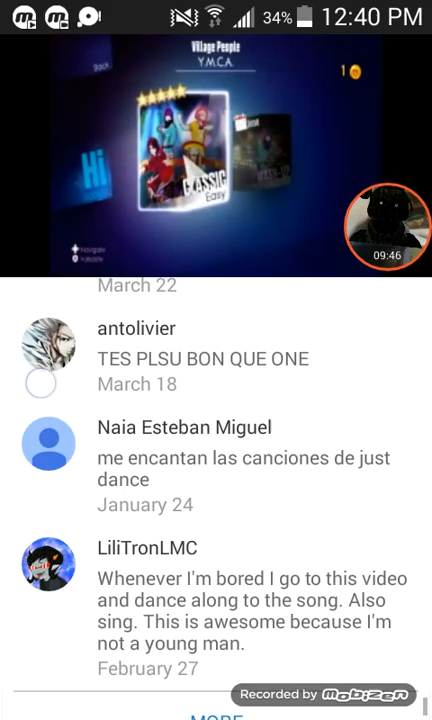 34% 12:40 PM
Village People
Y.M.C.A.
1
Hi
CLASSIC
Easy
Navigate
Validate
09:46
March 22
antolivier
TES PLSU BON QUE ONE
March 18
Naia Esteban Miguel
me encantan las canciones de just
dance
January 24
LiliTronLMC
Whenever I'm bored I go to this video
and dance along to the song. Also
sing. This is awesome because I'm
not a young man.
February 27
MORE
Recorded by mobizen